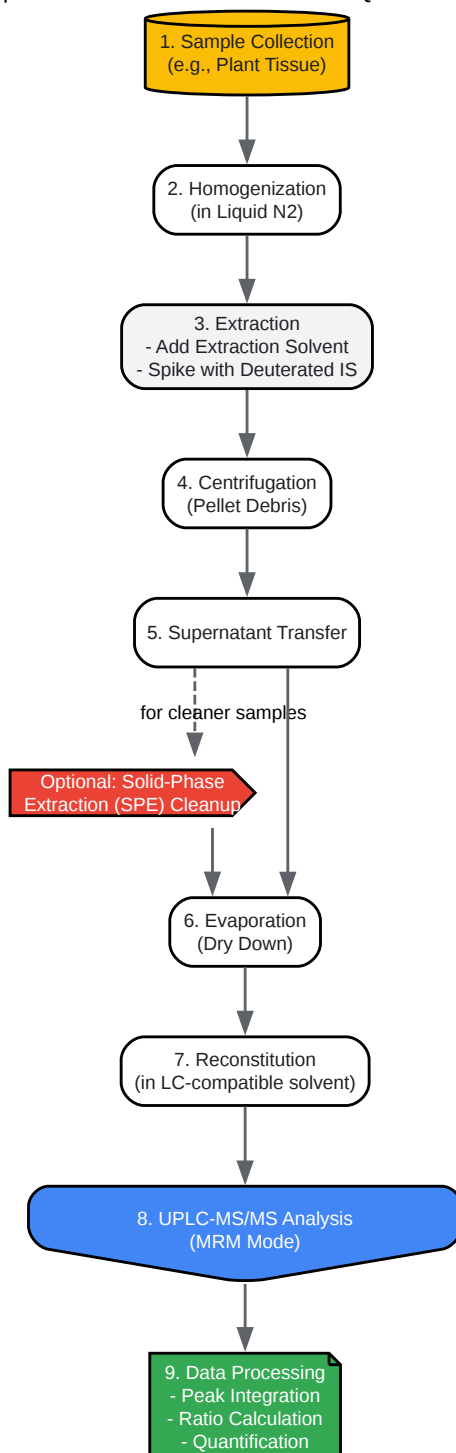 1. Sample Collection
(e.g., Plant Tissue)
2. Homogenization
(in Liquid N2)
3. Extraction
- Add Extraction Solvent
- Spike with Deuterated IS
4. Centrifugation
(Pellet Debris)
5. Supernatant Transfer
for cleaner samples
Optional: Solid-Phase
Extraction (SPE) Cleanup
6. Evaporation
(Dry Down)
7. Reconstitution
(in LC-compatible solvent)
8. UPLC-MS/MS Analysis
(MRM Mode)
9. Data Processing
- Peak Integration
- Ratio Calculation
- Quantification